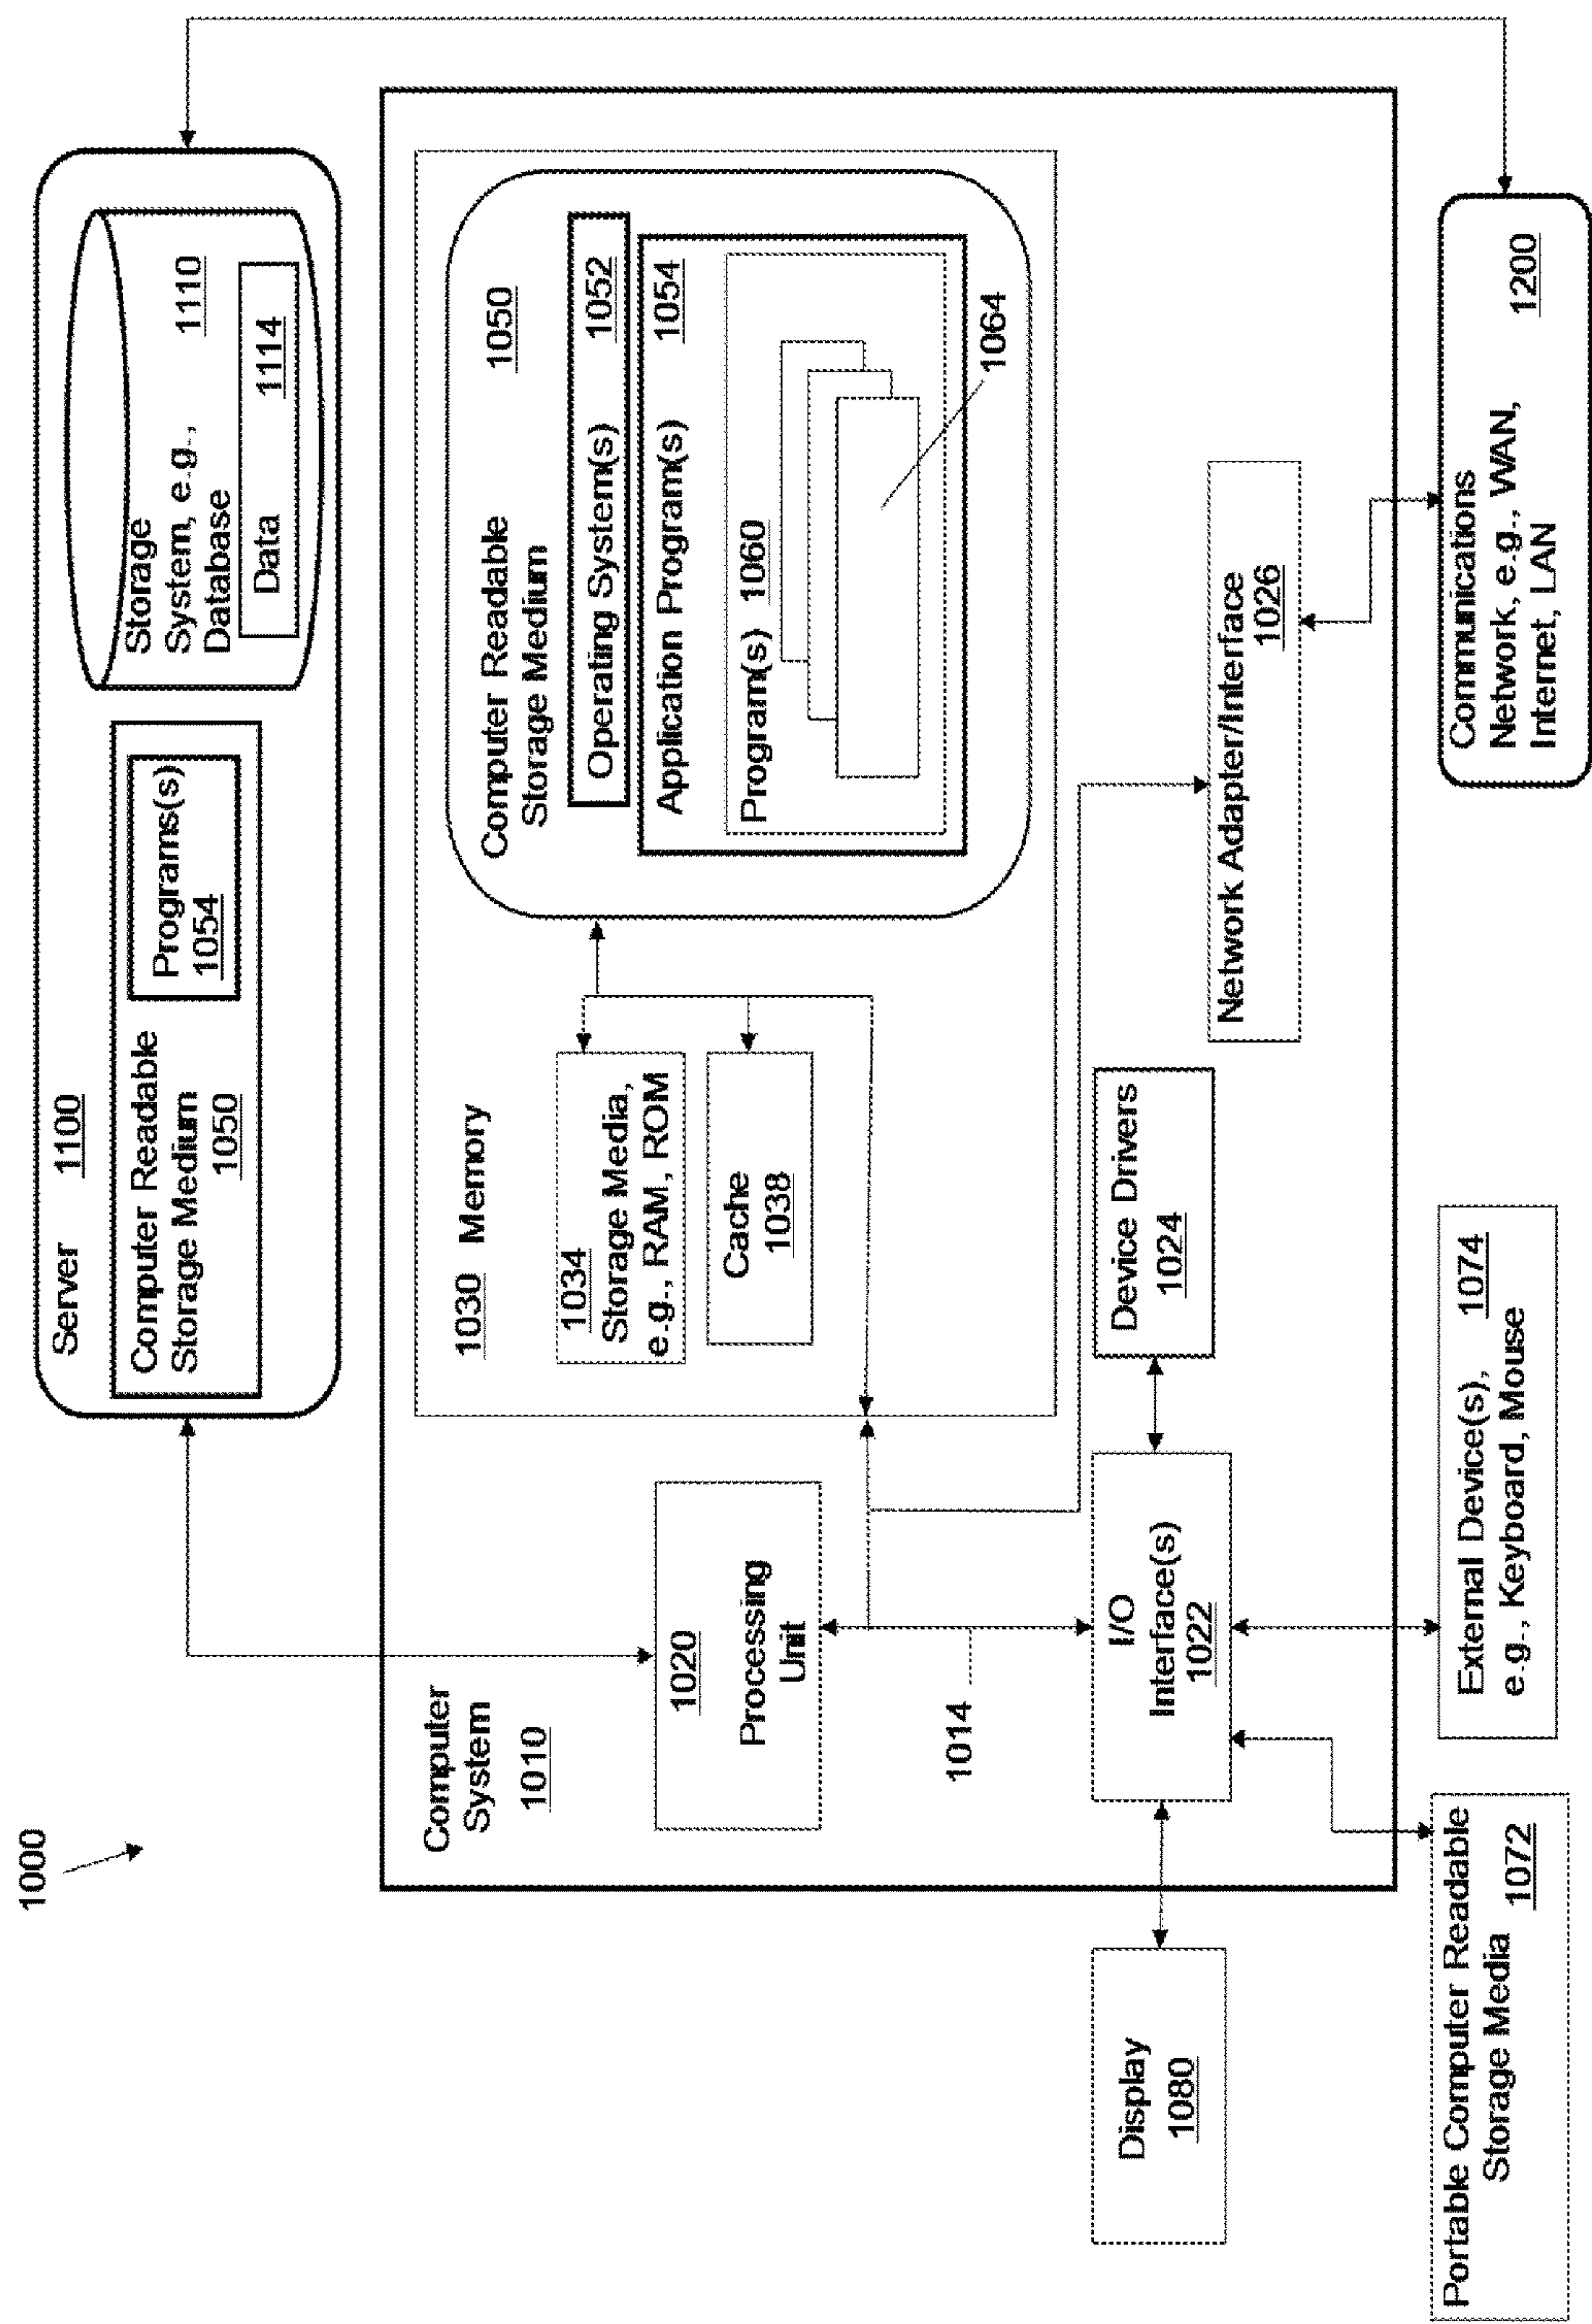 1000
Server 1100
Computer Readable
Storage Medium
1050
Programs(s)
1054
Storage
System, e.g.,
Database
1110
Data 1114
Computer
System
1010
1020
Processing
Unit
1014
1030 Memory
1034
Storage Media,
e.g., RAM, ROM
Cache
1038
Computer Readable
Storage Medium
1050
Operating System(s) 1052
Application Program(s) 1054
Program(s) 1060
1064
I/O
Interface(s)
1022
Device Drivers
1024
Network Adapter/Interface
1026
Display
1080
Portable Computer Readable
Storage Media 1072
External Device(s), 1074
e.g., Keyboard, Mouse
Communications
Network, e.g., WAN,
Internet, LAN
1200